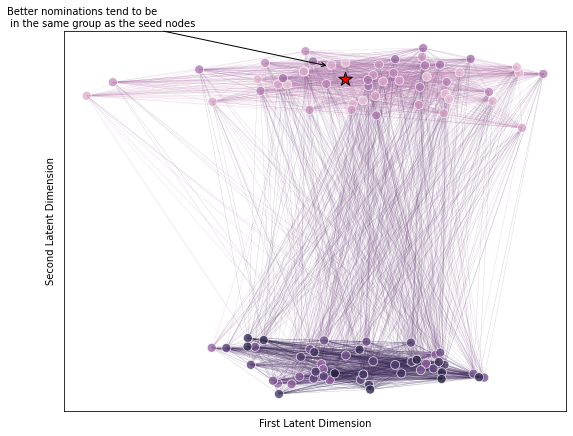 Better nominations tend to be
in the same group as the seed nodes
Second Latent Dimension
First Latent Dimension